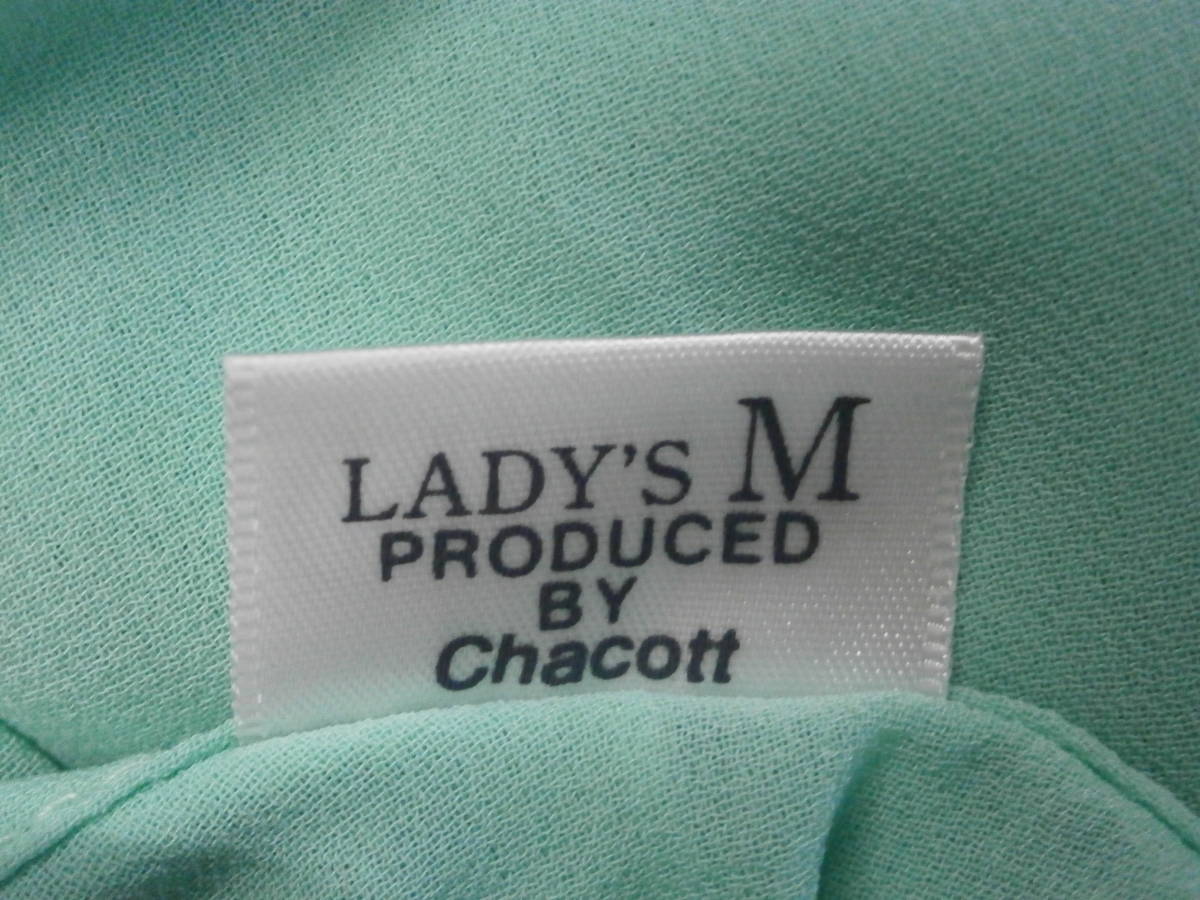 LADY'S M
PRODUCED
BY
Chacott